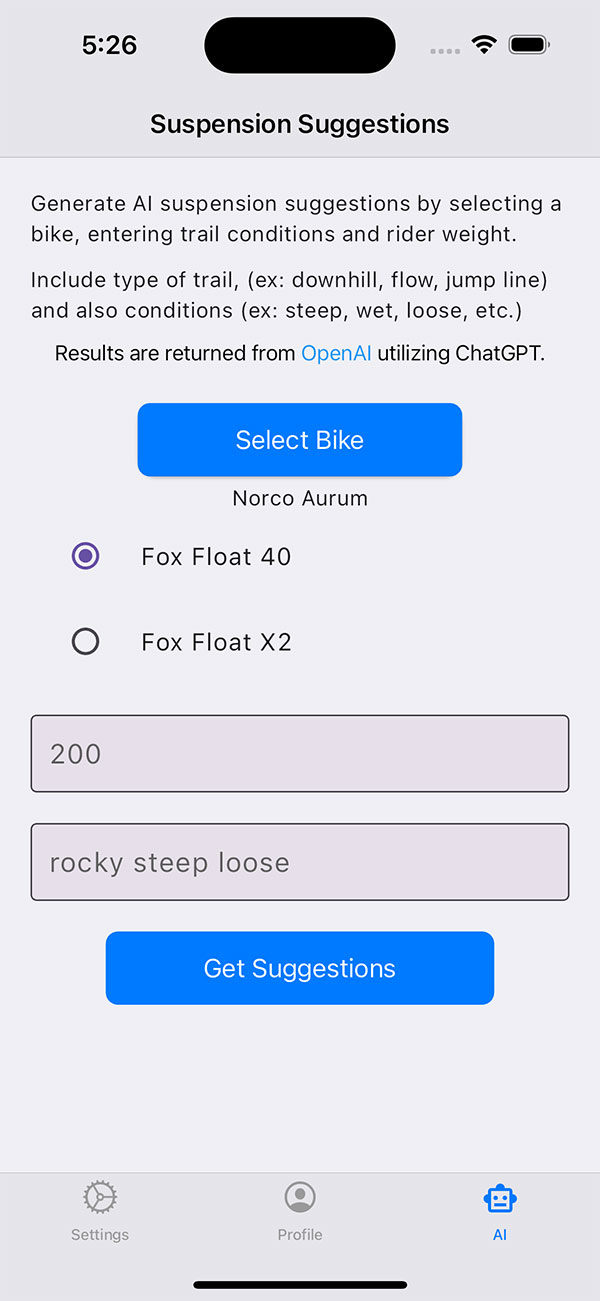 5:26
Suspension Suggestions
Generate AI suspension suggestions by selecting a
bike, entering trail conditions and rider weight.
Include type of trail, (ex: downhill, flow, jump line)
and also conditions (ex: steep, wet, loose, etc.)
Results are returned from OpenAI utilizing ChatGPT.
Select Bike
Norco Aurum
Fox Float 40
Fox Float X2
200
rocky steep loose
Get Suggestions
Settings
Profile
AI